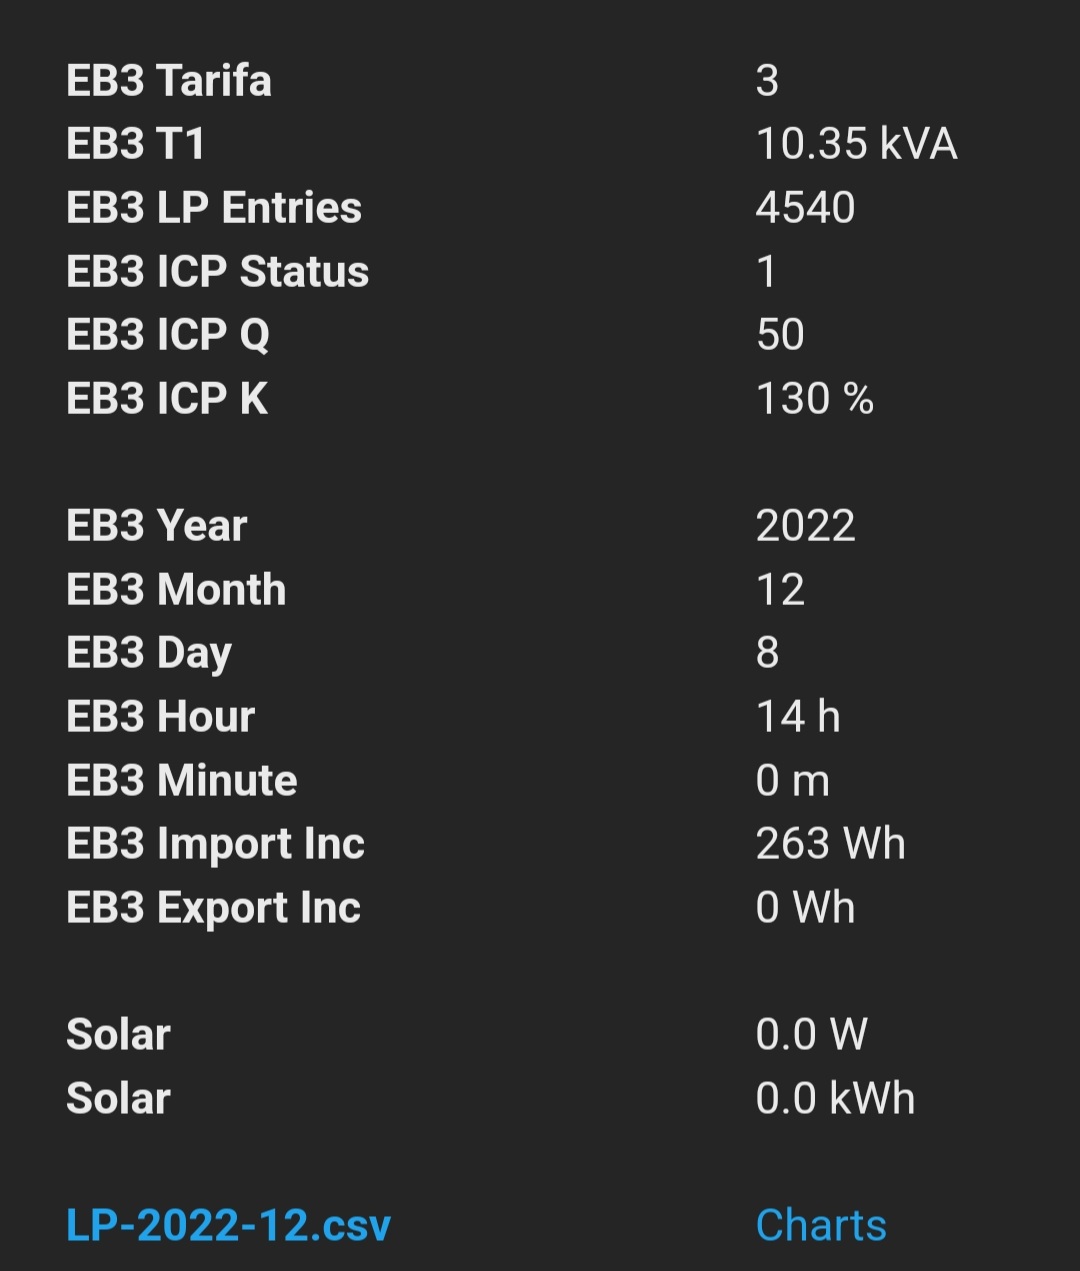 EB3 Tarifa 3
EB3 T1 10.35 kVA
EB3 LP Entries 4540
EB3 ICP Status 1
EB3 ICP Q 50
EB3 ICP K 130 %
EB3 Year 2022
EB3 Month 12
EB3 Day 8
EB3 Hour 14 h
EB3 Minute 0 m
EB3 Import Inc 263 Wh
EB3 Export Inc 0 Wh
Solar 0.0 W
Solar 0.0 kWh
LP-2022-12.csv Charts